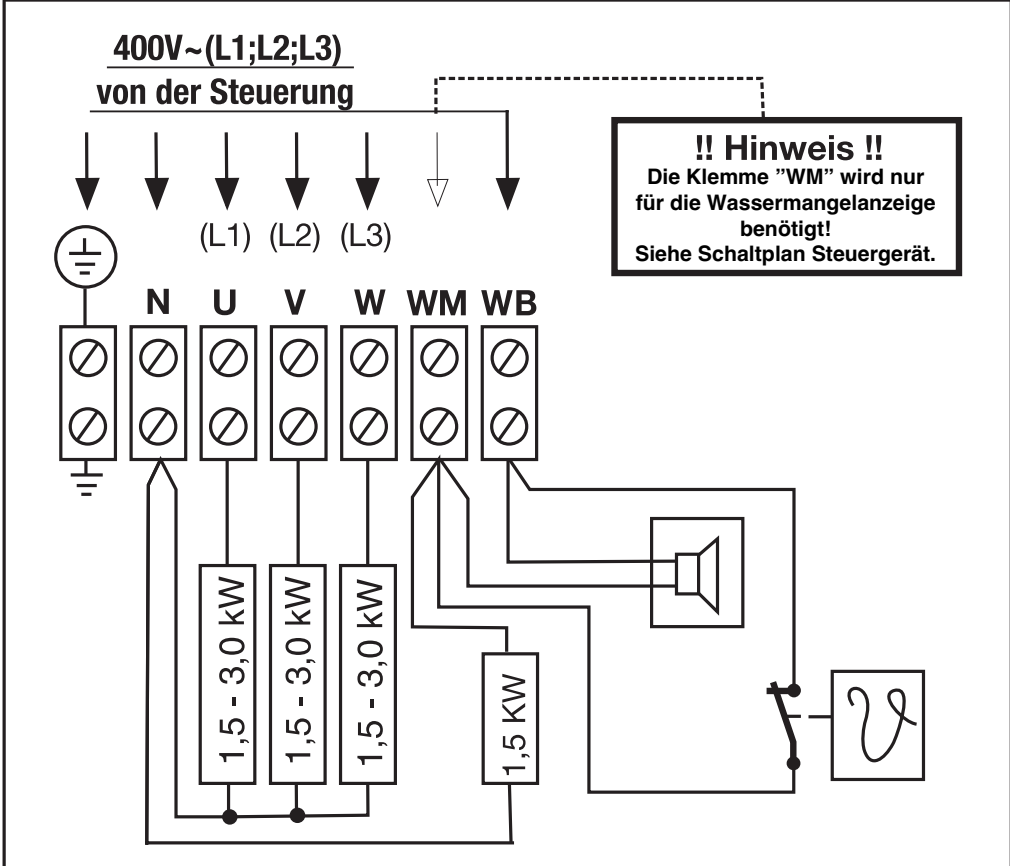 400V~(L1;L2;L3)
von der Steuerung
!! Hinweis !!
Die Klemme ”WM” wird nur
für die Wassermangelanzeige
benötigt!
Siehe Schaltplan Steuergerät.
(L1) (L2) (L3)
N U V W WM WB
1,5 - 3,0 kW
1,5 - 3,0 kW
1,5 - 3,0 kW
1,5 KW
ϑ